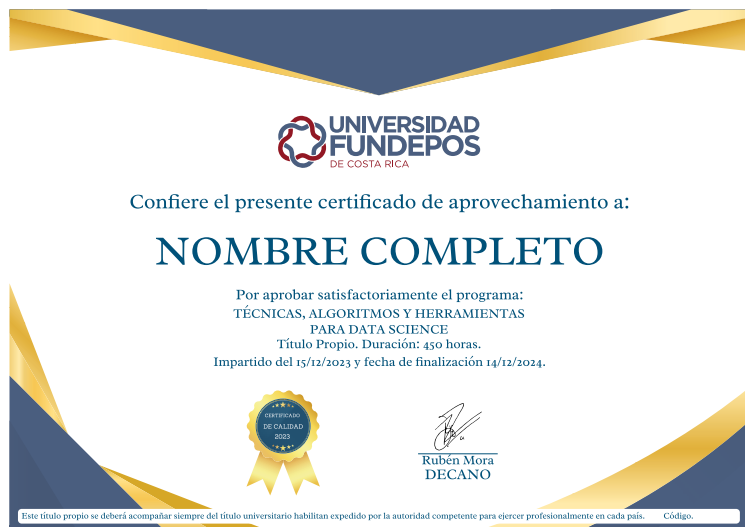 UNIVERSIDAD
FUNDEPOS
DE COSTA RICA
Confiere el presente certificado de aprovechamiento a:
NOMBRE COMPLETO
Por aprobar satisfactoriamente el programa:
TÉCNICAS, ALGORITMOS Y HERRAMIENTAS
PARA DATA SCIENCE
Título Propio. Duración: 450 horas.
Impartido del 15/12/2023 y fecha de finalización 14/12/2024.
CERTIFICADO
DE CALIDAD
2023
Rubén Mora
DECANO
Este título propio se deberá acompañar siempre del título universitario habilitan expedido por la autoridad competente para ejercer profesionalmente en cada país. Código.